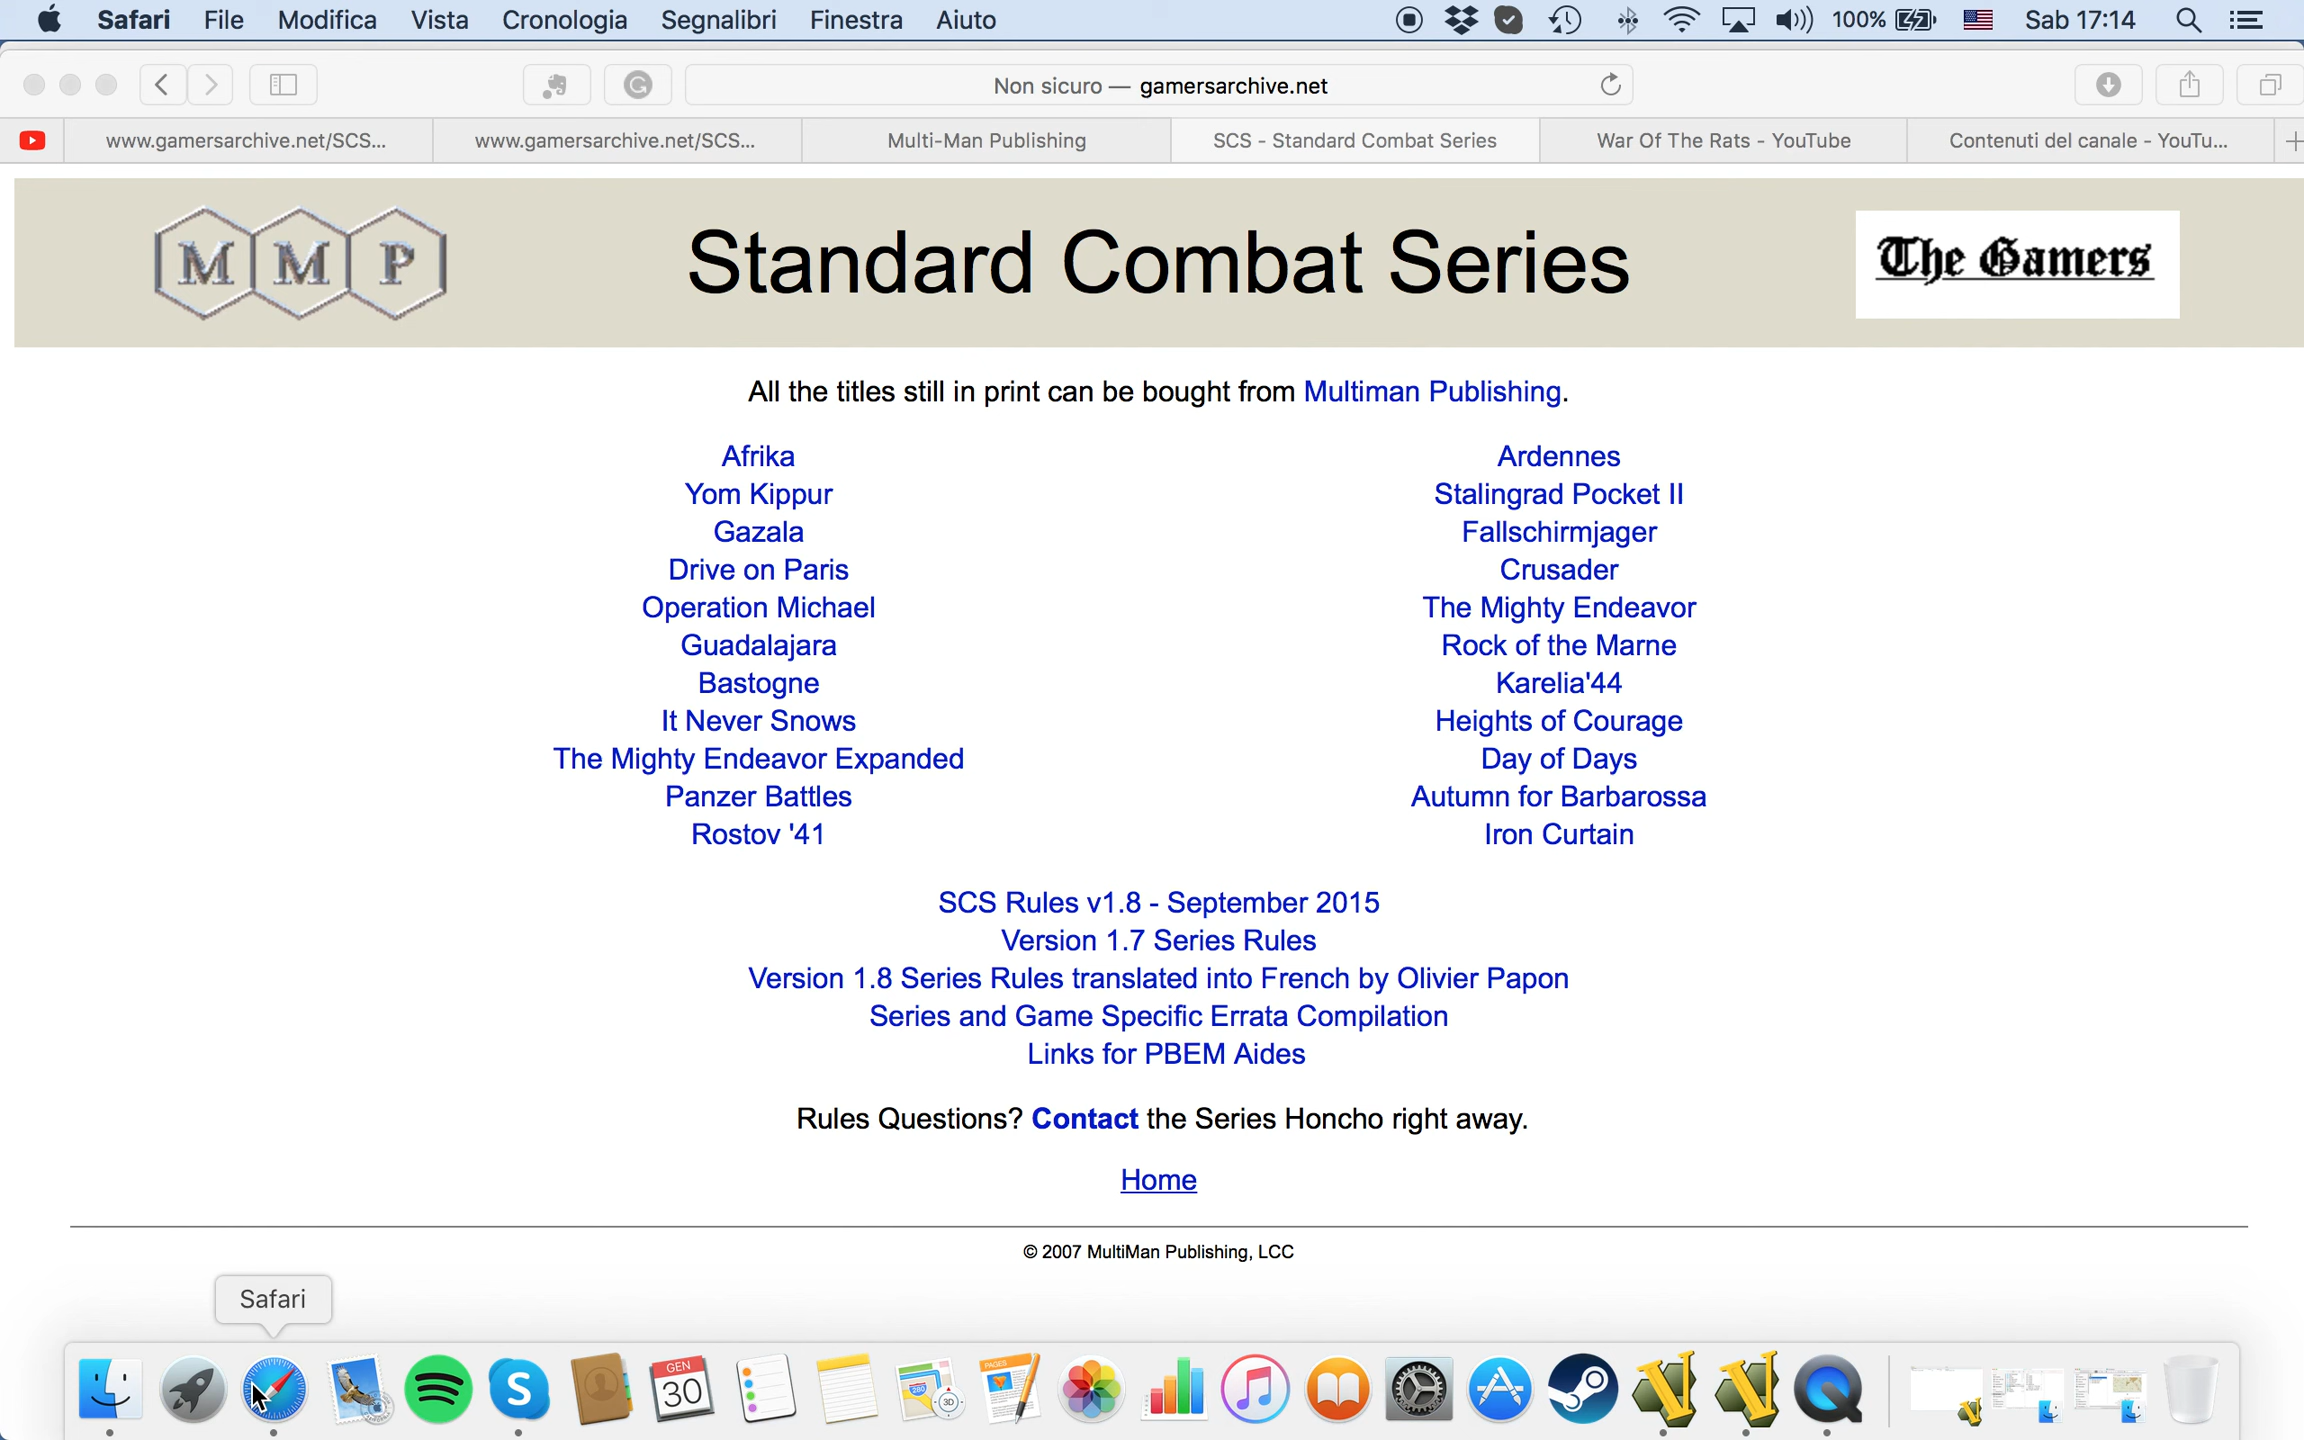 Safari File Modifica Vista Cronologia Segnalibri Finestra Aiuto 100% Sab 17:14
Non sicuro — gamersarchive.net
www.gamersarchive.net/SCS... www.gamersarchive.net/SCS... Multi-Man Publishing SCS - Standard Combat Series War Of The Rats - YouTube Contenuti del canale - YouTu...
MMP Standard Combat Series The Gamers
All the titles still in print can be bought from Multiman Publishing.
Afrika Ardennes
Yom Kippur Stalingrad Pocket II
Gazala Fallschirmjager
Drive on Paris Crusader
Operation Michael The Mighty Endeavor
Guadalajara Rock of the Marne
Bastogne Karelia'44
It Never Snows Heights of Courage
The Mighty Endeavor Expanded Day of Days
Panzer Battles Autumn for Barbarossa
Rostov '41 Iron Curtain
SCS Rules v1.8 - September 2015
Version 1.7 Series Rules
Version 1.8 Series Rules translated into French by Olivier Papon
Series and Game Specific Errata Compilation
Links for PBEM Aides
Rules Questions? Contact the Series Honcho right away.
Home
© 2007 MultiMan Publishing, LCC
Safari
GEN
30
280
3D
PAGES